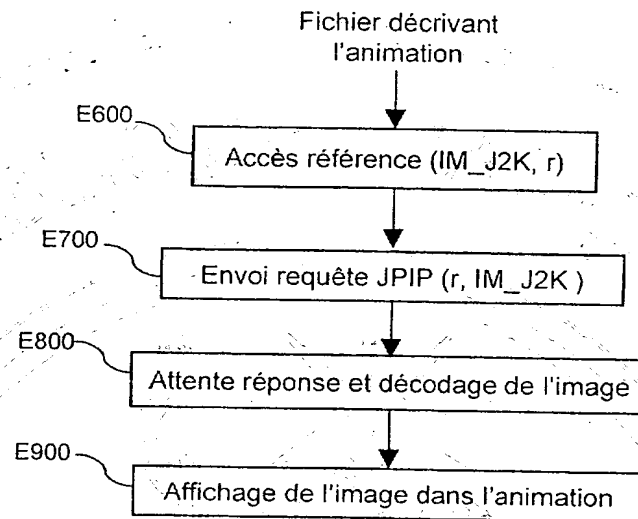 Fichier décrivant
l'animation
E600
Accès référence (IM_J2K, r)
E700
Envoi requête JPIP (r, IM_J2K )
E800
Attente réponse et décodage de l'image
E900
Affichage de l'image dans l'animation